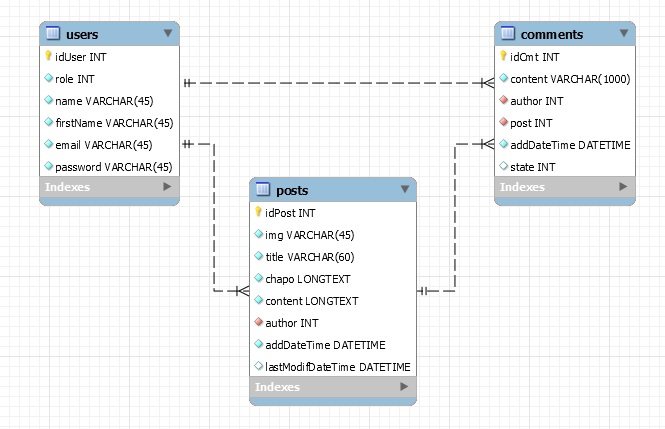 users
idUser INT
role INT
name VARCHAR(45)
firstName VARCHAR(45)
email VARCHAR(45)
password VARCHAR(45)
Indexes
comments
idCmt INT
content VARCHAR(1000)
author INT
post INT
addDateTime DATETIME
state INT
Indexes
posts
idPost INT
img VARCHAR(45)
title VARCHAR(60)
chapo LONGTEXT
content LONGTEXT
author INT
addDateTime DATETIME
lastModifDateTime DATETIME
Indexes